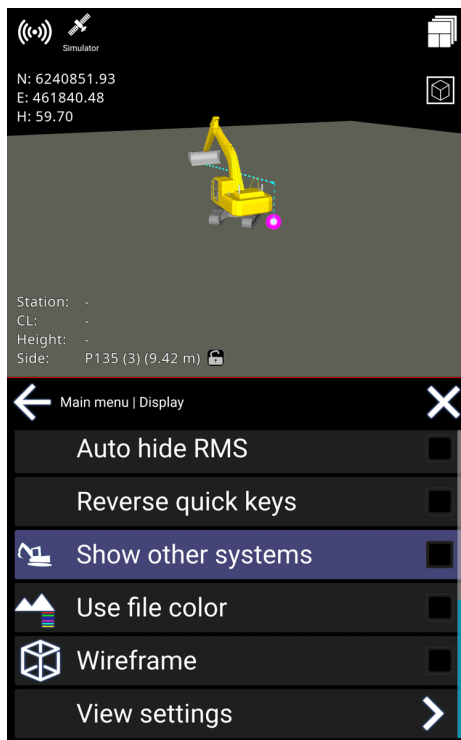 Simulator
N: 6240851.93
E: 461840.48
H: 59.70
Station: -
CL: -
Height: -
Side: P135 (3) (9.42 m)
Main menu | Display
Auto hide RMS
Reverse quick keys
Show other systems
Use file color
Wireframe
View settings